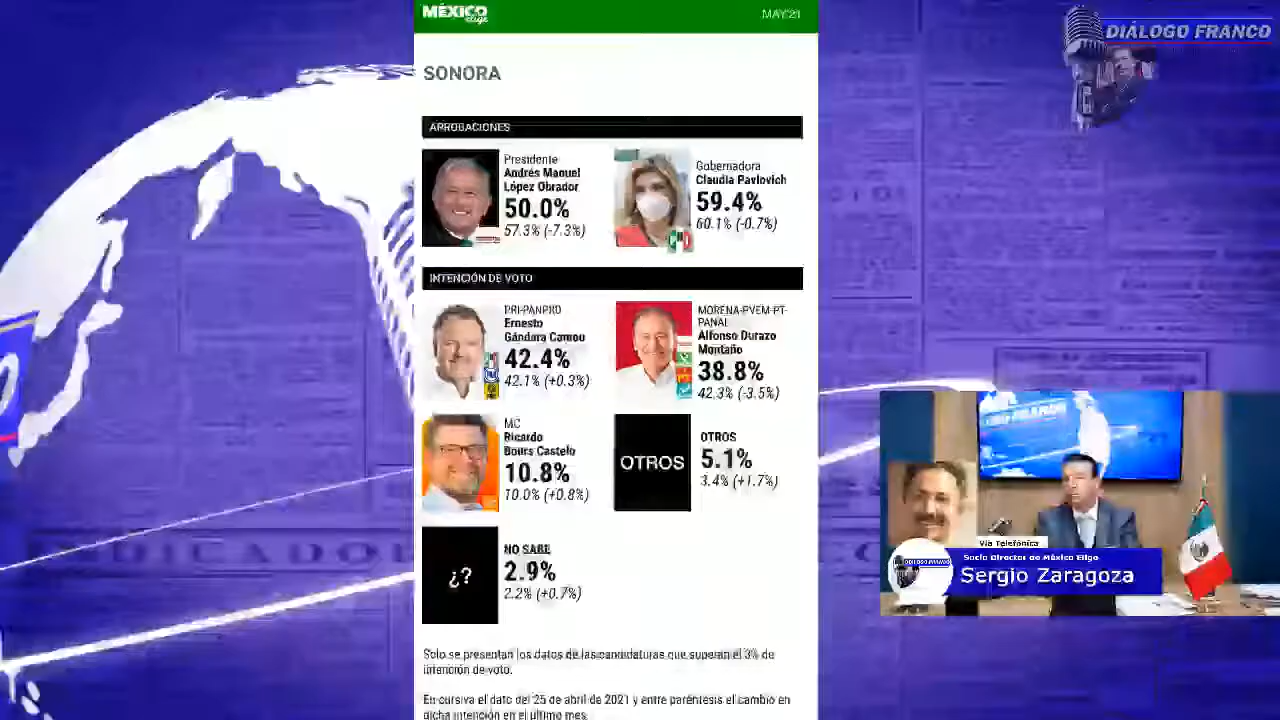 MÉXICO
elige
MAY.21
DIÁLOGO FRANCO
SONORA
APROBACIONES
Presidente
Andrés Manuel
López Obrador
50.0%
57.3% (-7.3%)
Gobernadora
Claudia Pavlovich
59.4%
60.1% (-0.7%)
INTENCIÓN DE VOTO
PRI-PANPRD
Ernesto
Gándara Camou
42.4%
42.1% (+0.3%)
MORENA-PVEM-PT-
PANAL
Alfonso Durazo
Montaño
38.8%
42.3% (-3.5%)
MC
Ricardo
Bours Castelo
10.8%
10.0% (+0.8%)
OTROS
OTROS
5.1%
3.4% (+1.7%)
¿?
NO SABE
2.9%
2.2% (+0.7%)
Solo se presentan los datos de las candidaturas que superan el 3% de
intención de voto.
En cursiva el dato del 25 de abril de 2021 y entre paréntesis el cambio en
dicha intención en el último mes.
Vía Telefónica
Socio Director de México Elige
Sergio Zaragoza
DIÁLOGO FRANCO